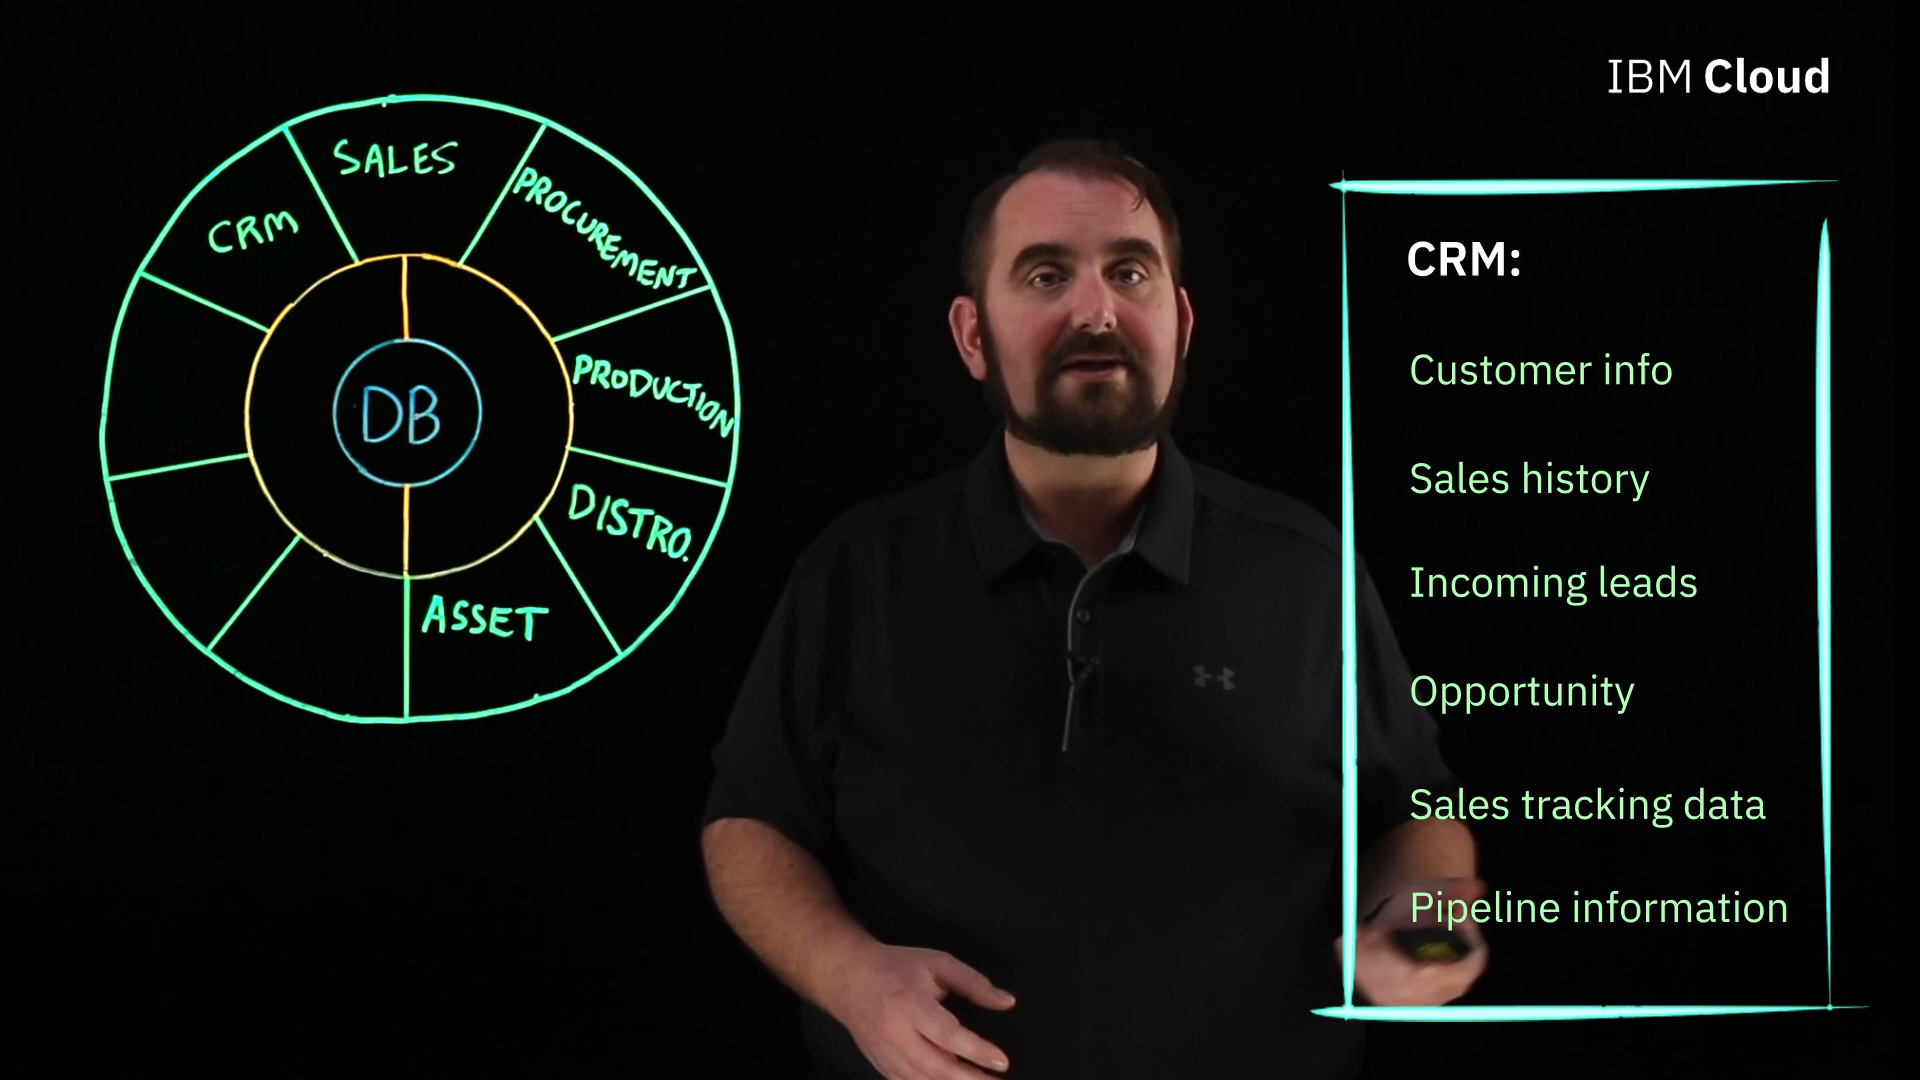 IBM Cloud
SALES
CRM
PROCUREMENT
PRODUCTION
DB
DISTRO.
ASSET
CRM:
Customer info
Sales history
Incoming leads
Opportunity
Sales tracking data
Pipeline information